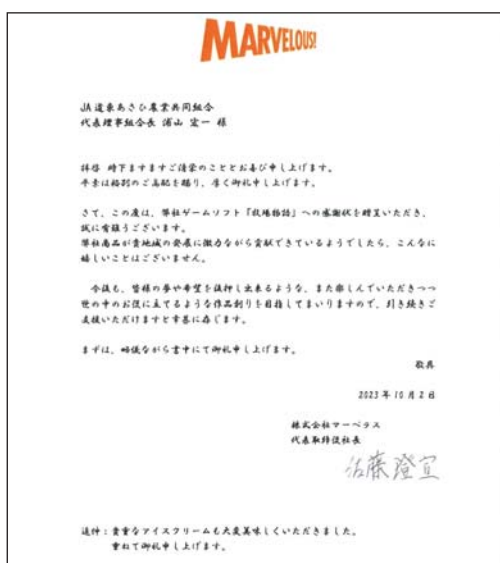 MARVELOUS!
JA道東あさひ農業共同組合
代表理事組合長 浦山 宏一 様
拝啓 時下ますますご清栄のこととお喜び申し上げます。
平素は格別のご高配を賜り、厚く御礼申し上げます。
さて、この度は、弊社ゲームソフト「牧場物語」への感謝状を贈呈いただき、
誠に有難うございます。
弊社商品が貴地域の発展に微力ながら貢献できているようでしたら、こんなに
嬉しいことはございません。
今後も、皆様の夢や希望を後押し出来るような、また楽しんでいただきつつ
世の中のお役に立てるような作品創りを目指してまいりますので、引き続きご
支援いただけますと幸甚に存じます。
まずは、略儀ながら書中にて御礼申し上げます。
敬具
2023年10月2日
株式会社マーベラス
代表取締役社長
佐藤澄宣
追伸:貴重なアイスクリームも大変美味しくいただきました。
重ねて御礼申し上げます。